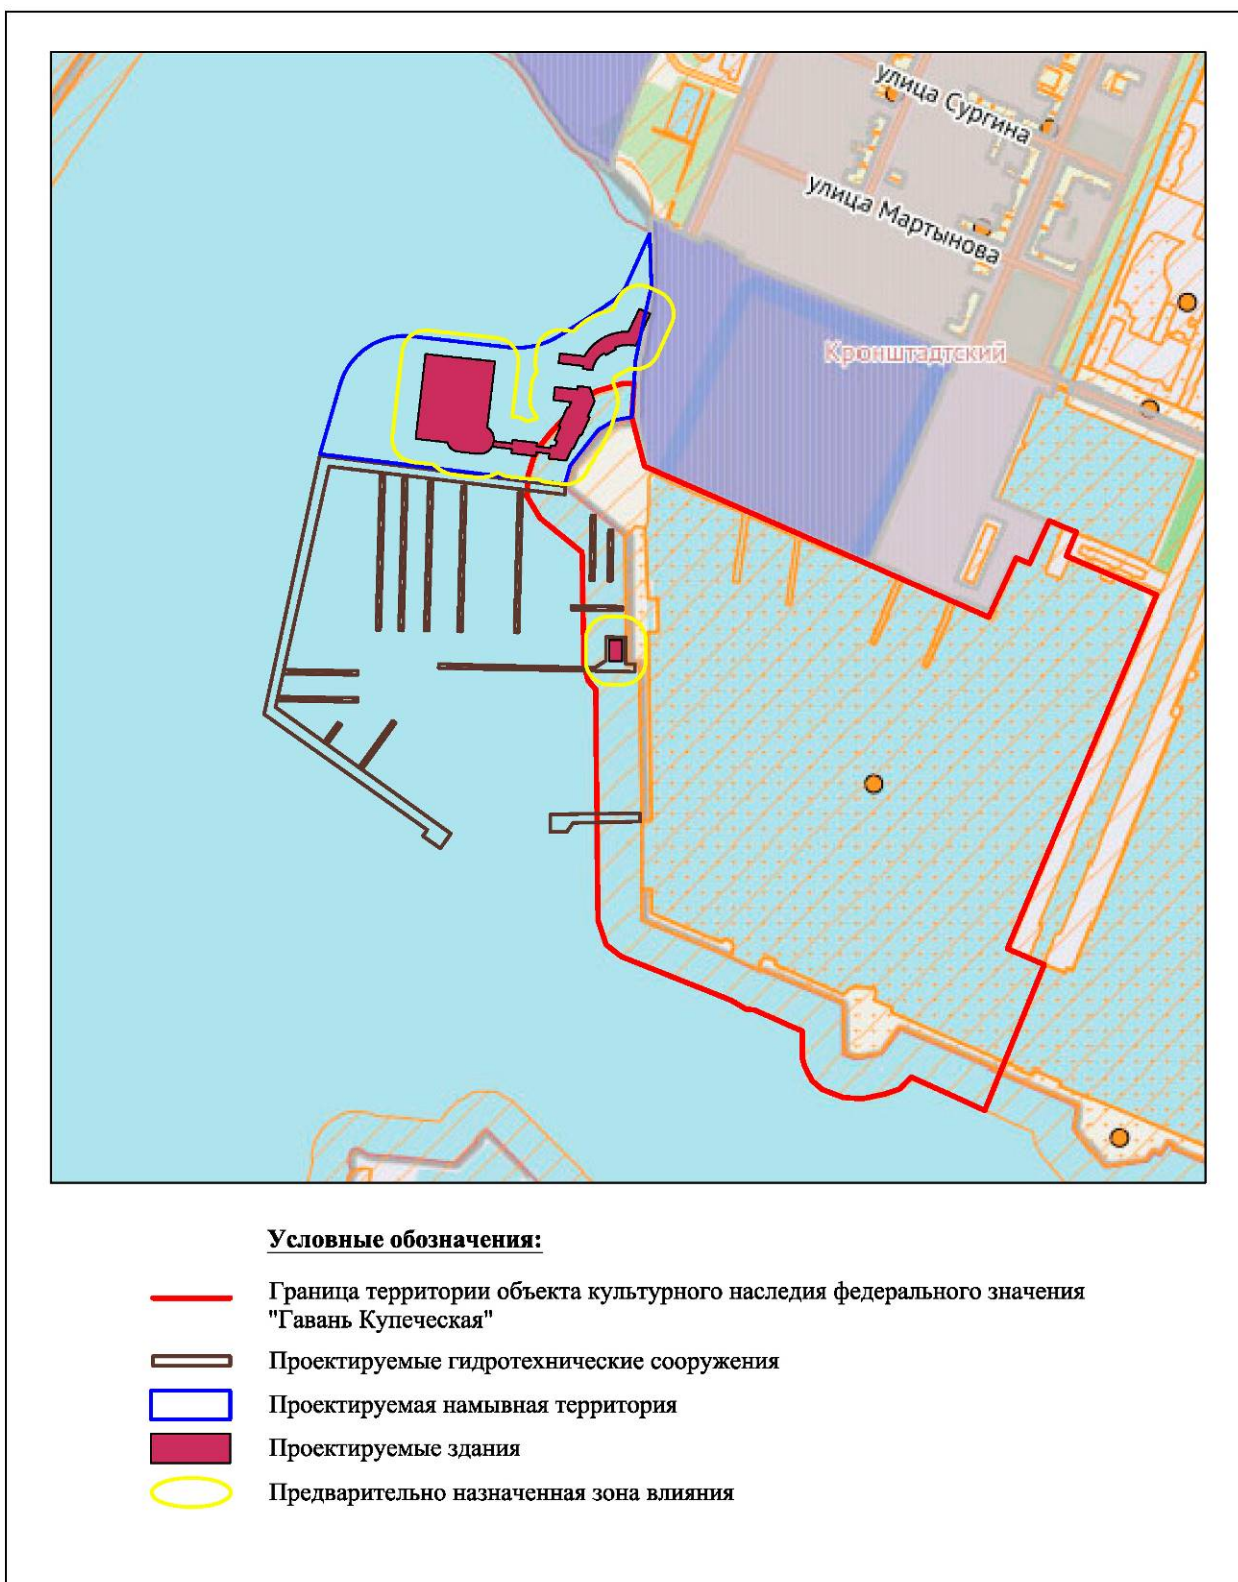 улица Сургина
улица Мартынова
Кронштадтский
Условные обозначения:
Граница территории объекта культурного наследия федерального значения
"Гавань Купеческая"
Проектируемые гидротехнические сооружения
Проектируемая намывная территория
Проектируемые здания
Предварительно назначенная зона влияния